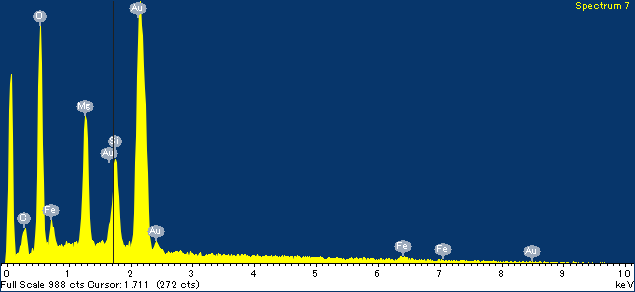 Spectrum 7
Au
O
Mg
Si
Au
C
Fe
Au
Fe
Fe
Au
0 1 2 3 4 5 6 7 8 9 10
Full Scale 988 cts Cursor: 1.711 (272 cts) keV